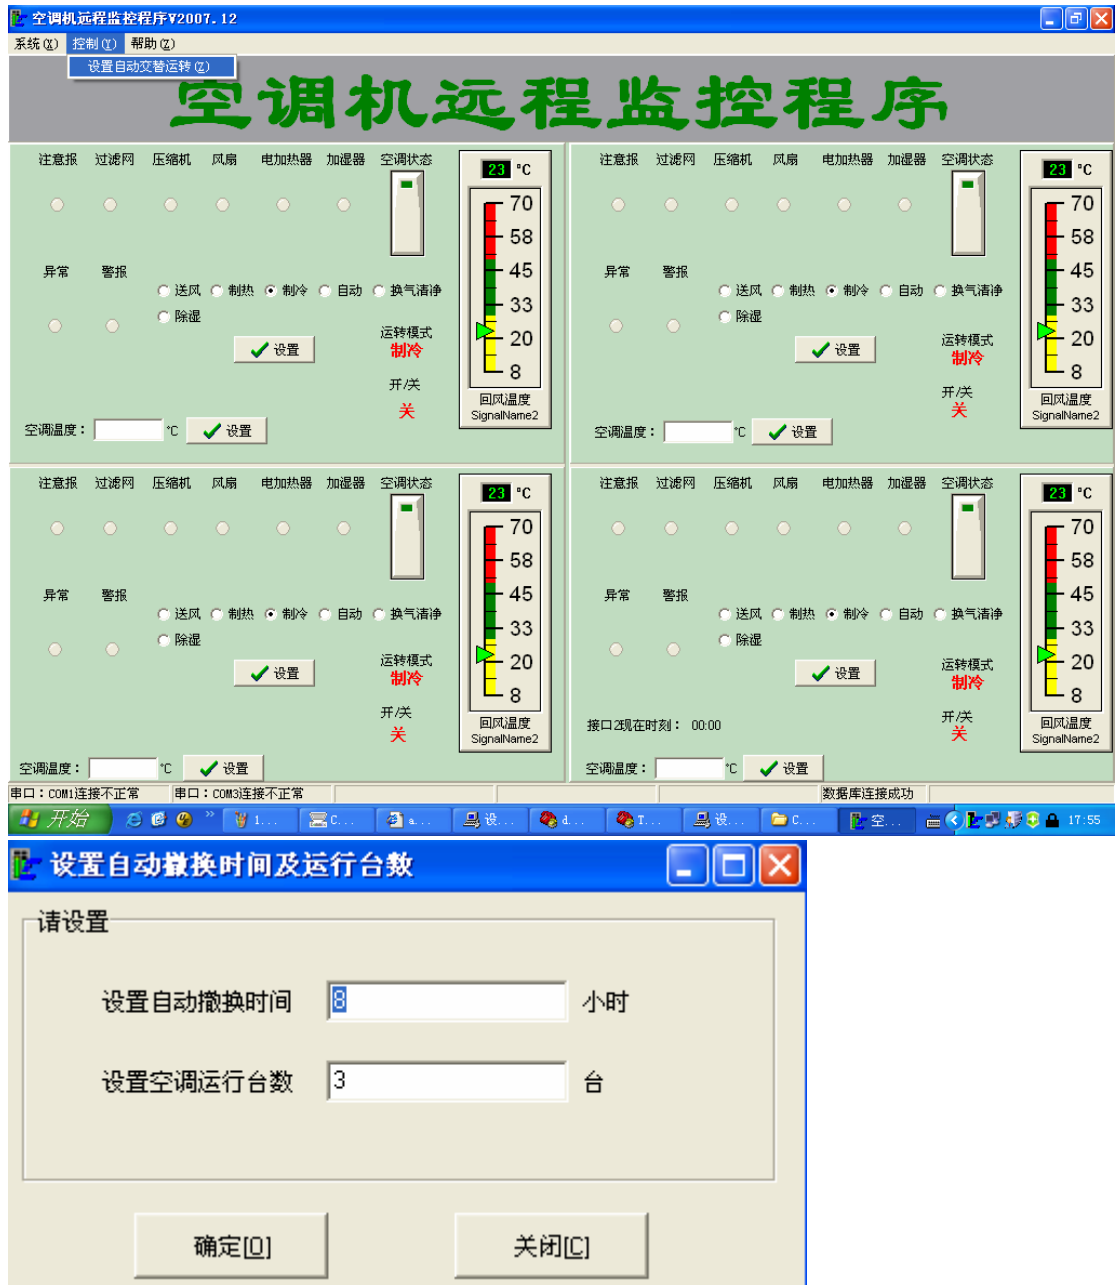 空调机远程监控程序V2007.12
系统(X) 控制(Y) 帮助(Z)
设置自动交替运转(Z)
空调机远程监控程序
注意报 过滤网 压缩机 风扇 电加热器 加湿器 空调状态 23 °C
70
58
异常 警报 45
送风 制热 制冷 自动 换气清净
33
除湿
运转模式 20
设置 制冷
8
开/关
回风温度
关 SignalName2
空调温度： °C 设置
注意报 过滤网 压缩机 风扇 电加热器 加湿器 空调状态 23 °C
70
58
异常 警报 45
送风 制热 制冷 自动 换气清净
33
除湿
运转模式 20
设置 制冷
8
开/关
回风温度
关 SignalName2
空调温度： °C 设置
注意报 过滤网 压缩机 风扇 电加热器 加湿器 空调状态 23 °C
70
58
异常 警报 45
送风 制热 制冷 自动 换气清净
33
除湿
运转模式 20
设置 制冷
8
开/关
回风温度
关 SignalName2
空调温度： °C 设置
注意报 过滤网 压缩机 风扇 电加热器 加湿器 空调状态 23 °C
70
58
异常 警报 45
送风 制热 制冷 自动 换气清净
33
除湿
运转模式 20
设置 制冷
8
开/关
接口2现在时刻： 00:00 回风温度
关 SignalName2
空调温度： °C 设置
串口：COM1连接不正常 串口：COM3连接不正常 数据库连接成功
开始 1... C... a... 设... d... T... 设... C... 空... 17:55
设置自动撤换时间及运行台数
请设置
设置自动撤换时间 8 小时
设置空调运行台数 3 台
确定[O] 关闭[C]